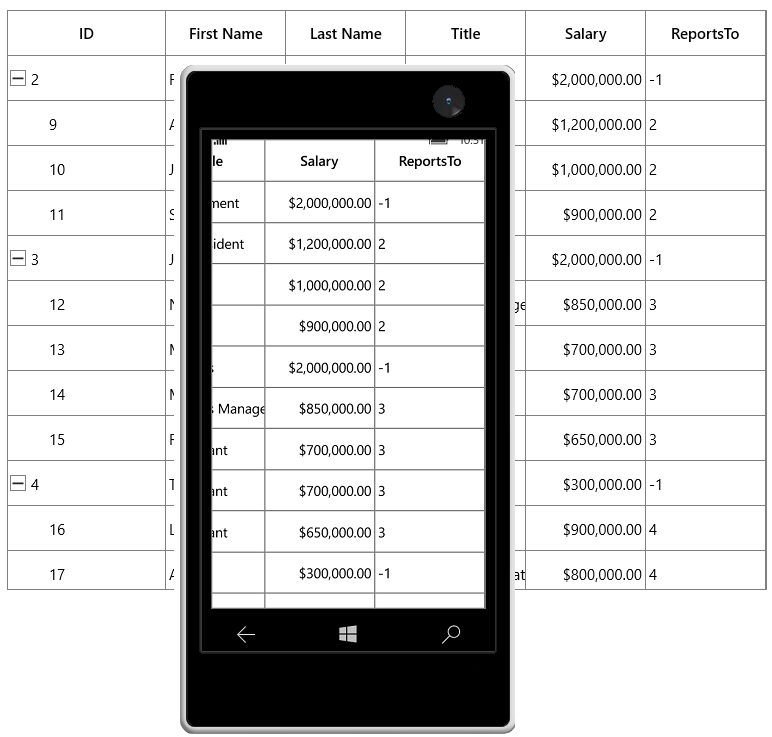 ID First Name Last Name Title Salary ReportsTo
2 $2,000,000.00 -1
9 $1,200,000.00 2
10 $1,000,000.00 2
11 $900,000.00 2
3 $2,000,000.00 -1
12 $850,000.00 3
13 $700,000.00 3
14 $700,000.00 3
15 $650,000.00 3
4 $300,000.00 -1
16 $900,000.00 4
17 $800,000.00 4
10:51
le Salary ReportsTo
ment $2,000,000.00 -1
ident $1,200,000.00 2
$1,000,000.00 2
$900,000.00 2
s $2,000,000.00 -1
s Manage $850,000.00 3
ant $700,000.00 3
ant $700,000.00 3
ant $650,000.00 3
$300,000.00 -1